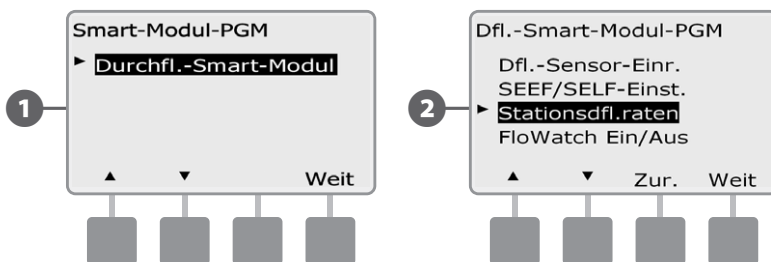 1
Smart-Modul-PGM
► Durchfl.-Smart-Modul
▲ ▼ Weit
2
Dfl.-Smart-Modul-PGM
Dfl.-Sensor-Einr.
SEEF/SELF-Einst.
► Stationsdfl.raten
FloWatch Ein/Aus
▲ ▼ Zur. Weit